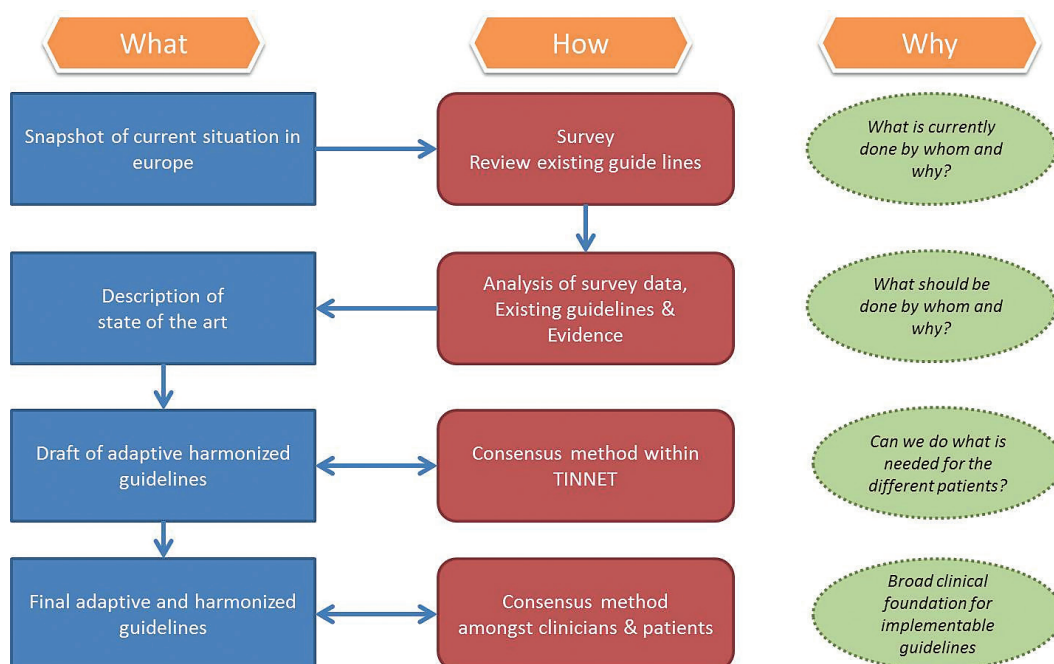 What
How
Why
Snapshot of current situation in
europe
Survey
Review existing guide lines
What is currently
done by whom and
why?
Description of
state of the art
Analysis of survey data,
Existing guidelines &
Evidence
What should be
done by whom and
why?
Draft of adaptive harmonized
guidelines
Consensus method within
TINNET
Can we do what is
needed for the
different patients?
Final adaptive and harmonized
guidelines
Consensus method
amongst clinicians & patients
Broad clinical
foundation for
implementable
guidelines